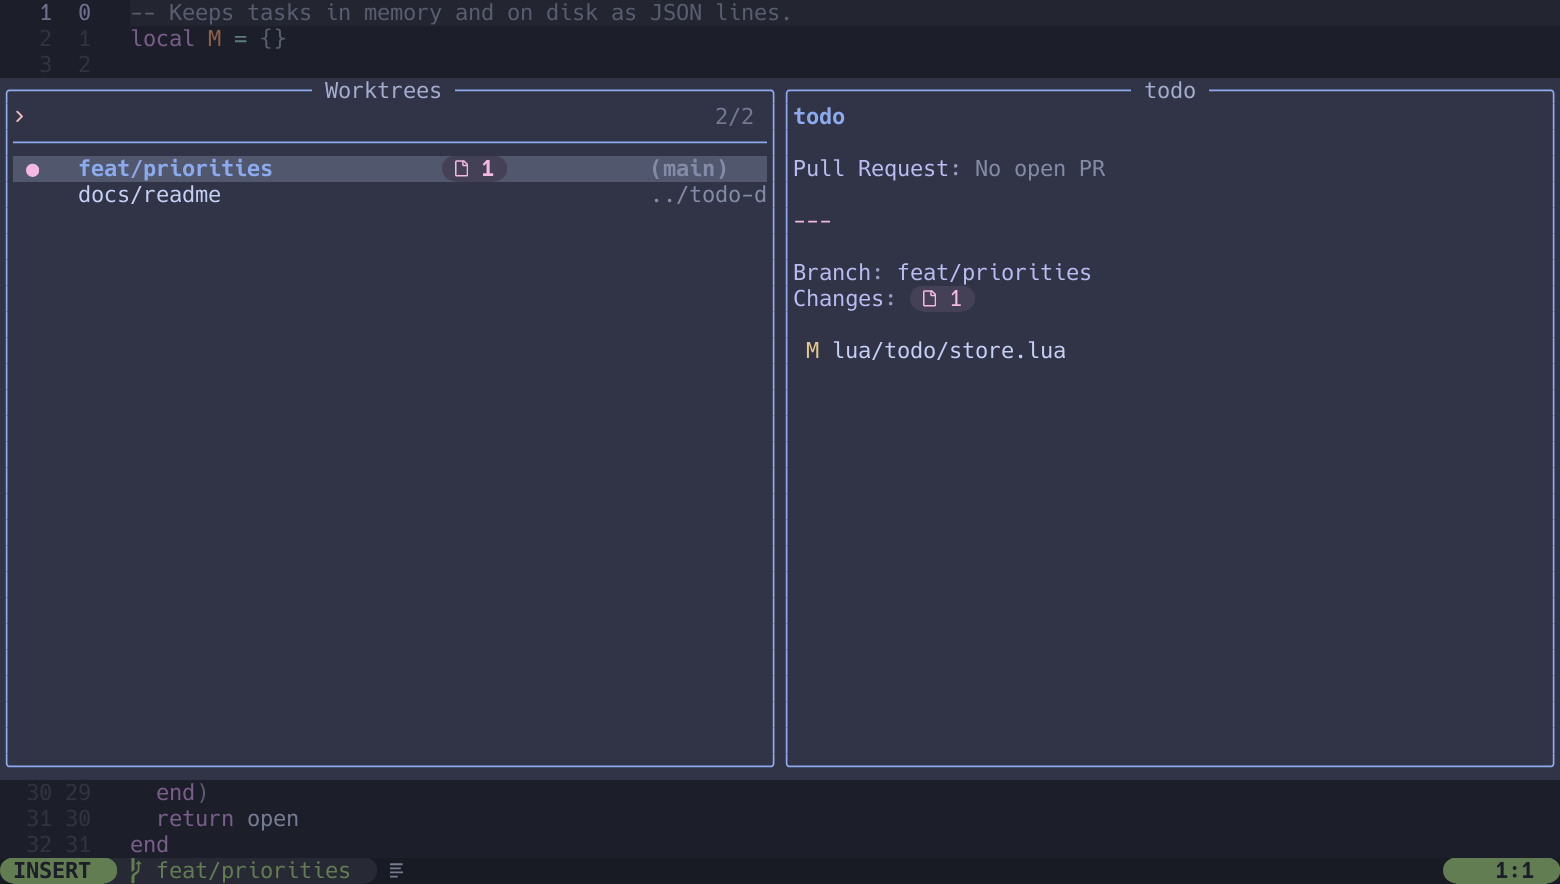 1 0 -- Keeps tasks in memory and on disk as JSON lines.
2 1 local M = {}
3 2
Worktrees
> 2/2
● feat/priorities 1 (main)
docs/readme ../todo-d
todo
todo
Pull Request: No open PR
---
Branch: feat/priorities
Changes: 1
M lua/todo/store.lua
30 29 end)
31 30 return open
32 31 end
INSERT feat/priorities 1:1